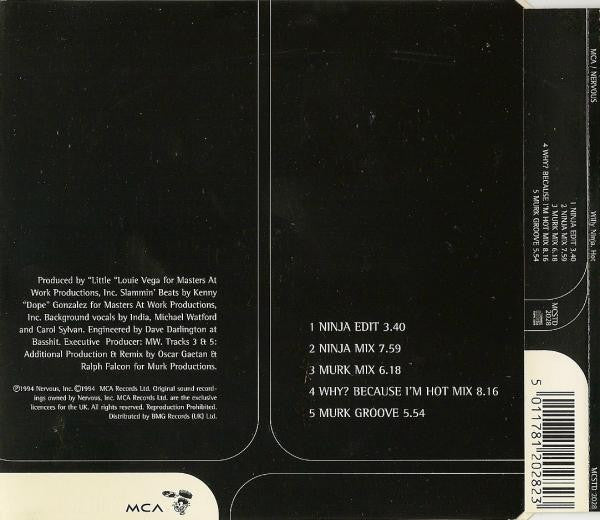 Produced by "Little "Louie Vega for Masters At
Work Productions, Inc. Slammin' Beats by Kenny
"Dope" Gonzalez for Masters At Work Productions,
Inc. Background vocals by India, Michael Watford
and Carol Sylvan. Engineered by Dave Darlington at
Basshit. Executive Producer: MW. Tracks 3 & 5:
Additional Production & Remix by Oscar Gaetan &
Ralph Falcon for Murk Productions.
℗1994 Nervous, Inc. ©1994 MCA Records Ltd. Original sound record-
ings owned by Nervous, Inc. MCA Records Ltd. are the exclusive
licencees for the UK. All rights reserved. Reproduction Prohibited.
Distributed by BMG Records (UK) Ltd.
MCA
1 NINJA EDIT 3.40
2 NINJA MIX 7.59
3 MURK MIX 6.18
4 WHY? BECAUSE I'M HOT MIX 8.16
5 MURK GROOVE 5.54
1 NINJA EDIT 3.40
2 NINJA MIX 7.59
3 MURK MIX 6.18
4 WHY? BECAUSE I'M HOT MIX 8.16
5 MURK GROOVE 5.54
MCSTD
2028
5 011781 202823
MCA / NERVOUS
Willy Ninja. Hot
MCSTD 2028